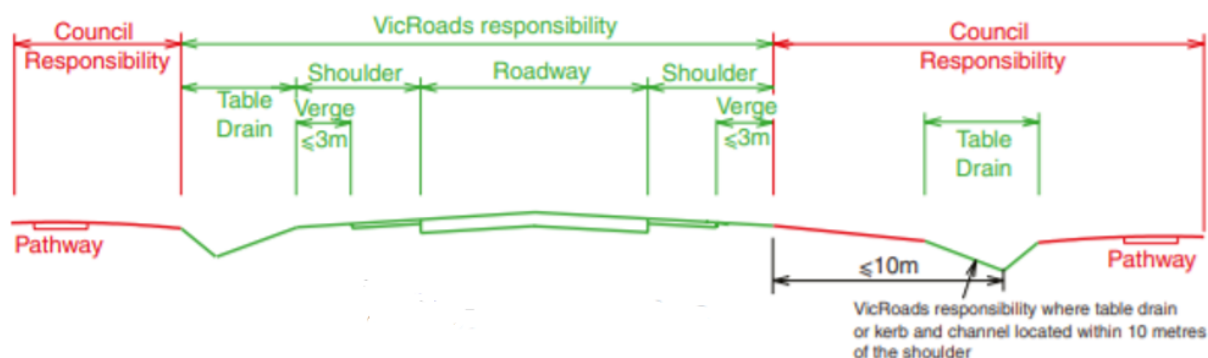 Council
Responsibility
VicRoads responsibility
Council
Responsibility
Shoulder
Roadway
Shoulder
Table
Drain
Verge
⩽3m
Verge
⩽3m
Table
Drain
Pathway
⩽10m
Pathway
VicRoads responsibility where table drain
or kerb and channel located within 10 metres
of the shoulder